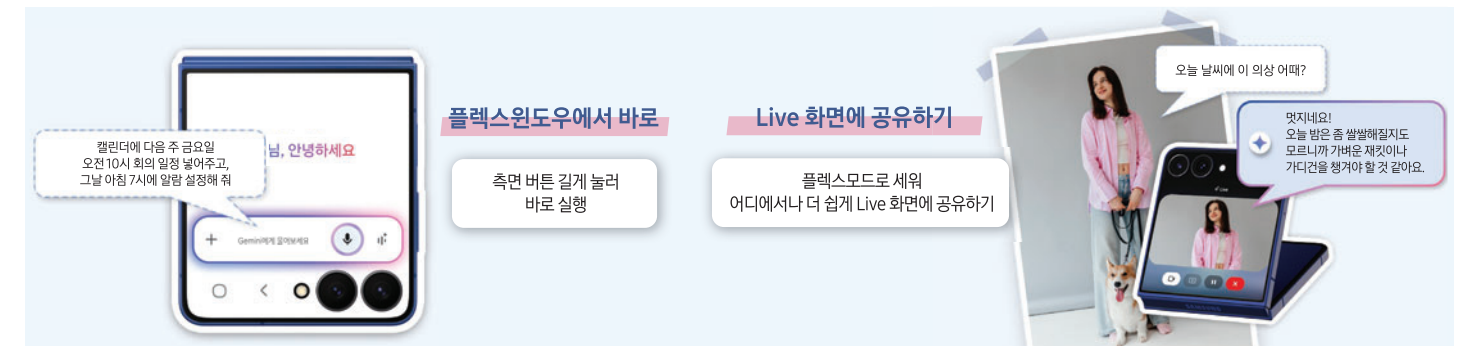 캘린더에 다음 주 금요일
오전 10시 회의 일정 넣어주고,
그날 아침 7시에 알람 설정해 줘
님, 안녕하세요
Gemini에게 물어보세요
플렉스윈도우에서 바로
측면 버튼 길게 눌러
바로 실행
Live 화면에 공유하기
플렉스모드로 세워
어디에서나 더 쉽게 Live 화면에 공유하기
오늘 날씨에 이 의상 어때?
멋지네요!
오늘 밤은 좀 쌀쌀해질지도
모르니까 가벼운 재킷이나
가디건을 챙겨야 할 것 같아요.
Live
SAMSUNG